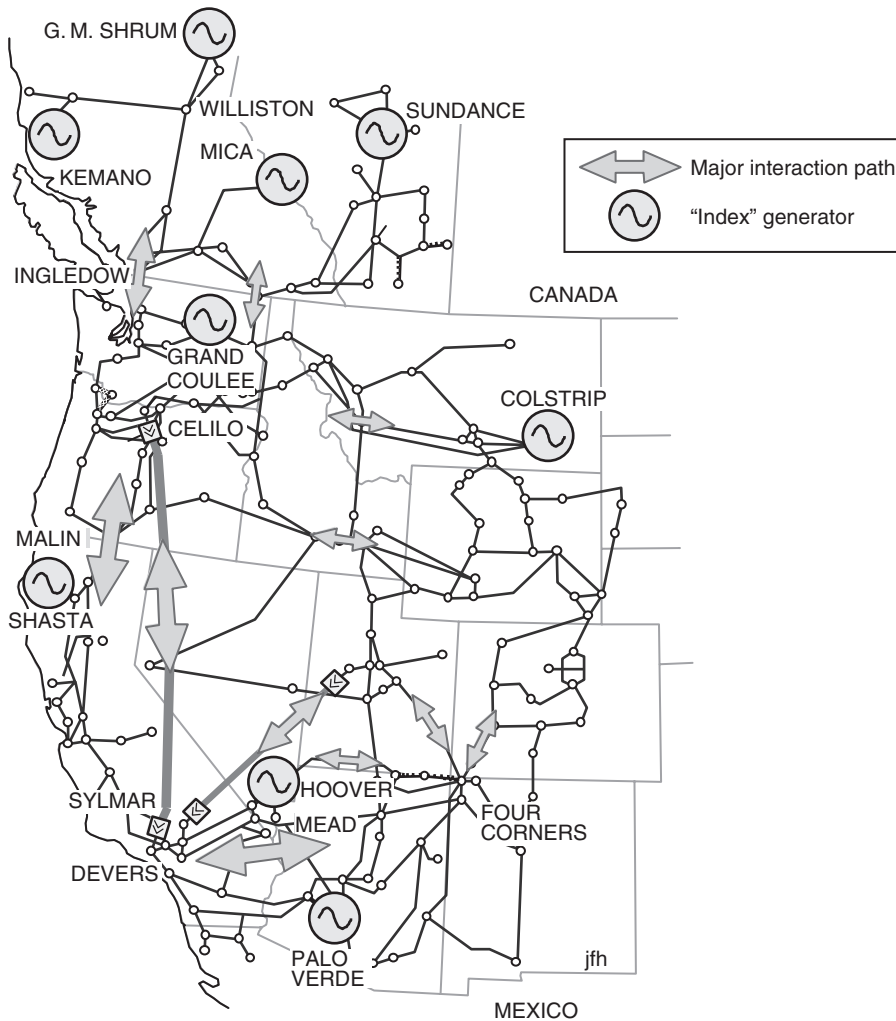 G. M. SHRUM
WILLISTON
SUNDANCE
MICA
KEMANO
Major interaction path
“Index” generator
INGLEDOW
CANADA
GRAND
COULEE
COLSTRIP
CELILO
MALIN
SHASTA
HOOVER
SYLMAR
MEAD
FOUR
CORNERS
DEVERS
PALO
VERDE
jfh
MEXICO